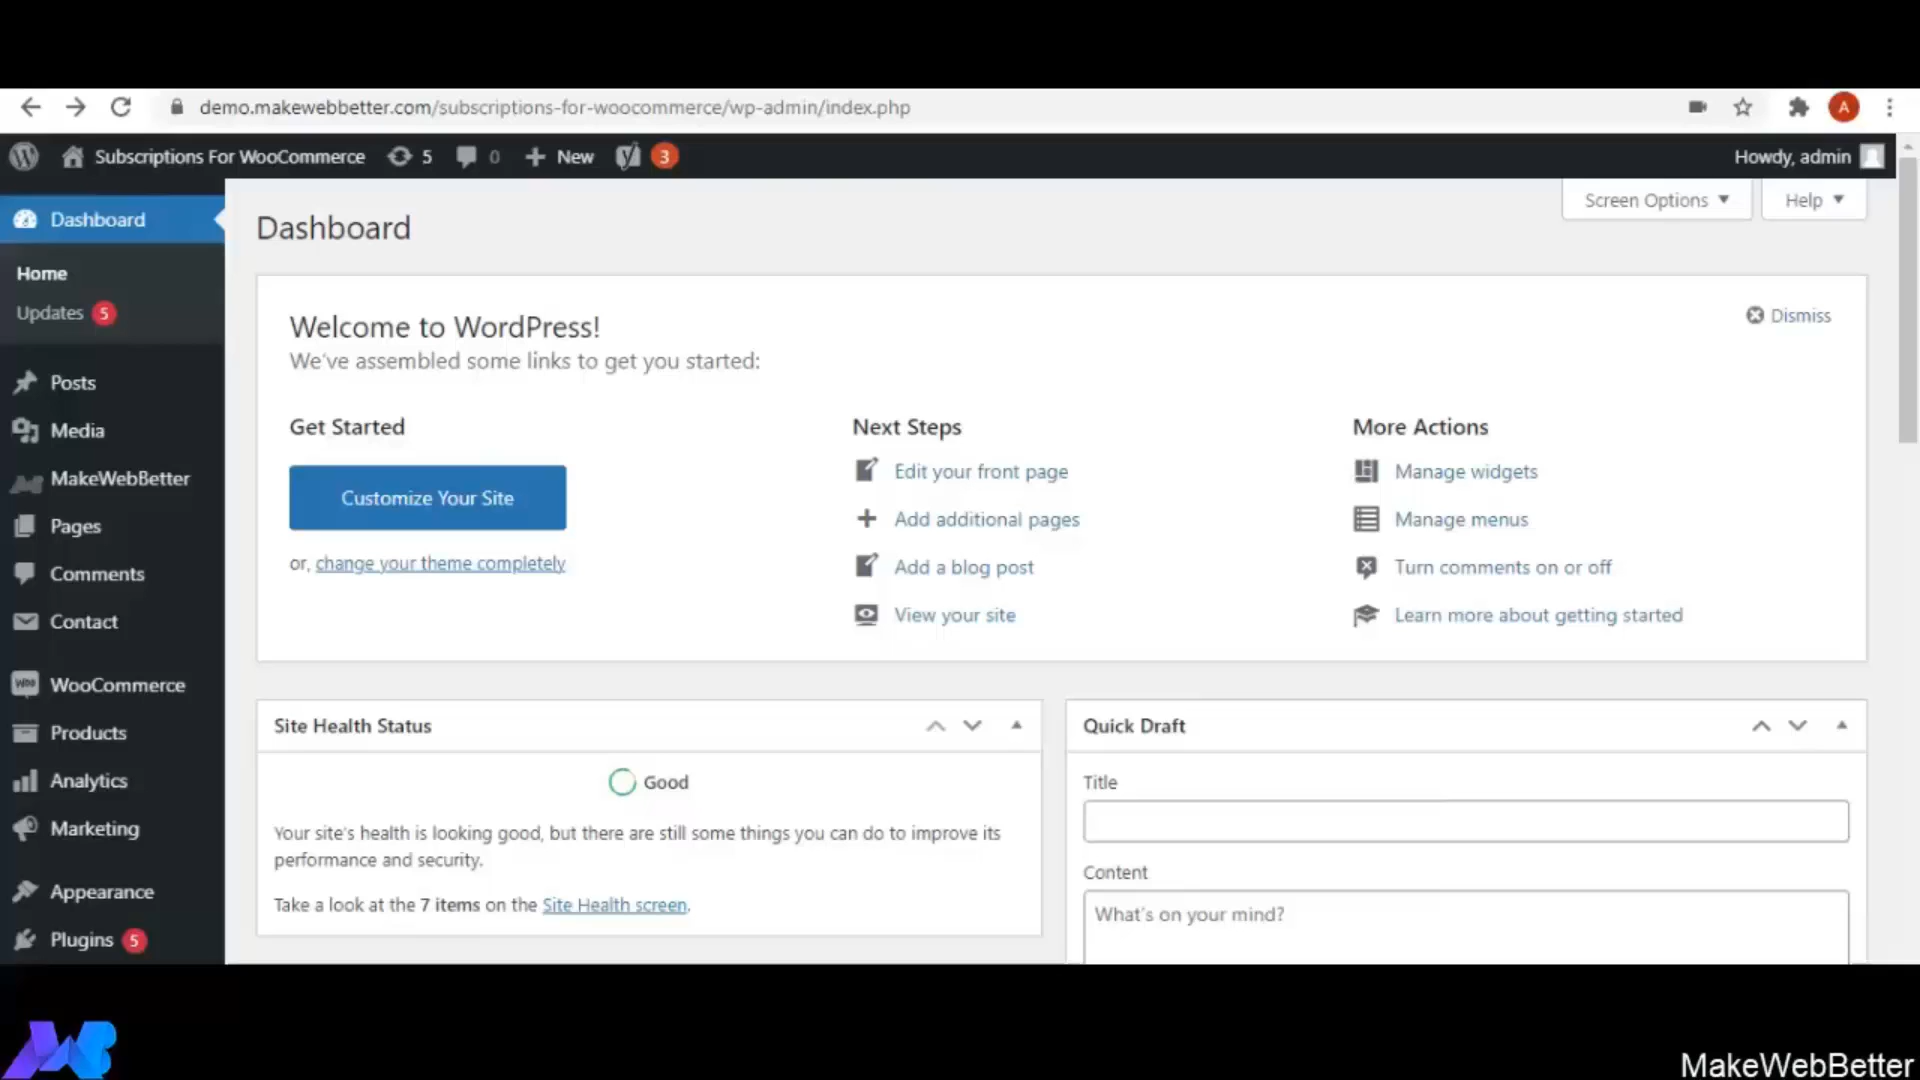 demo.makewebbetter.com/subscriptions-for-woocommerce/wp-admin/index.php
A
Subscriptions For WooCommerce 5 0 New 3
Howdy, admin
Screen Options Help
Dashboard
Home
Updates 5
Posts
Media
MakeWebBetter
Pages
Comments
Contact
WooCommerce
Products
Analytics
Marketing
Appearance
Plugins 5
Dashboard
Welcome to WordPress!
We've assembled some links to get you started:
Dismiss
Get Started
Customize Your Site
or, change your theme completely
Next Steps
Edit your front page
Add additional pages
Add a blog post
View your site
More Actions
Manage widgets
Manage menus
Turn comments on or off
Learn more about getting started
Site Health Status
Good
Your site's health is looking good, but there are still some things you can do to improve its
performance and security.
Take a look at the 7 items on the Site Health screen.
Quick Draft
Title
Content
What's on your mind?
MakeWebBetter